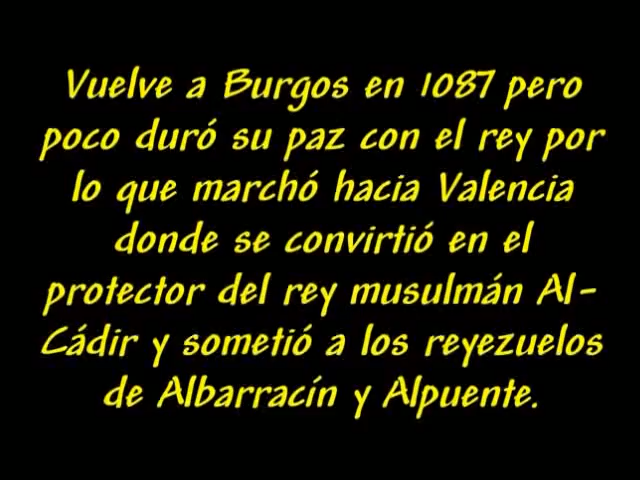 Vuelve a Burgos en 1087 pero
poco duró su paz con el rey por
lo que marchó hacia Valencia
donde se convirtió en el
protector del rey musulmán Al-
Cádir y sometió a los reyezuelos
de Albarracín y Alpuente.